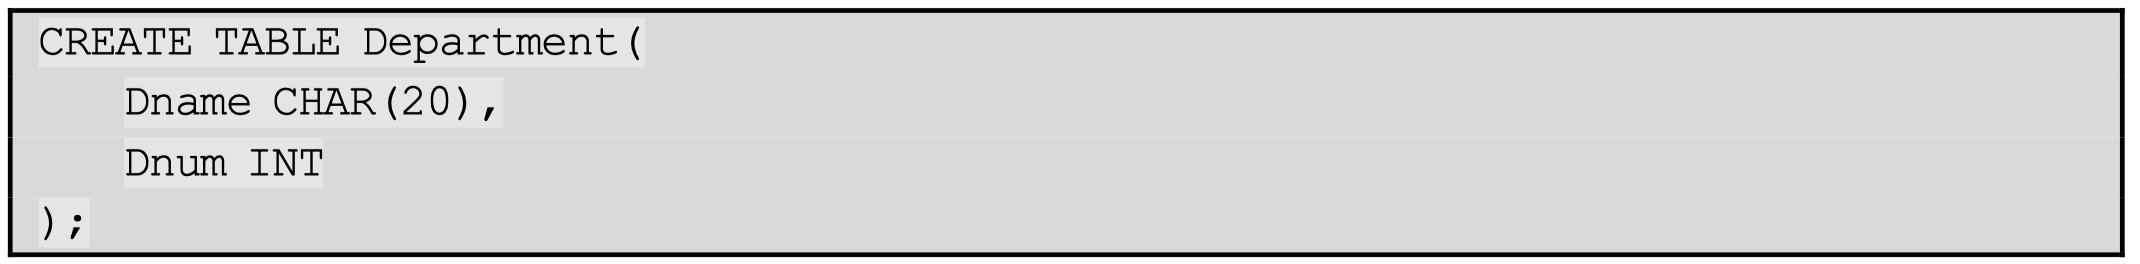 CREATE TABLE Department(
    Dname CHAR(20),
    Dnum INT
);